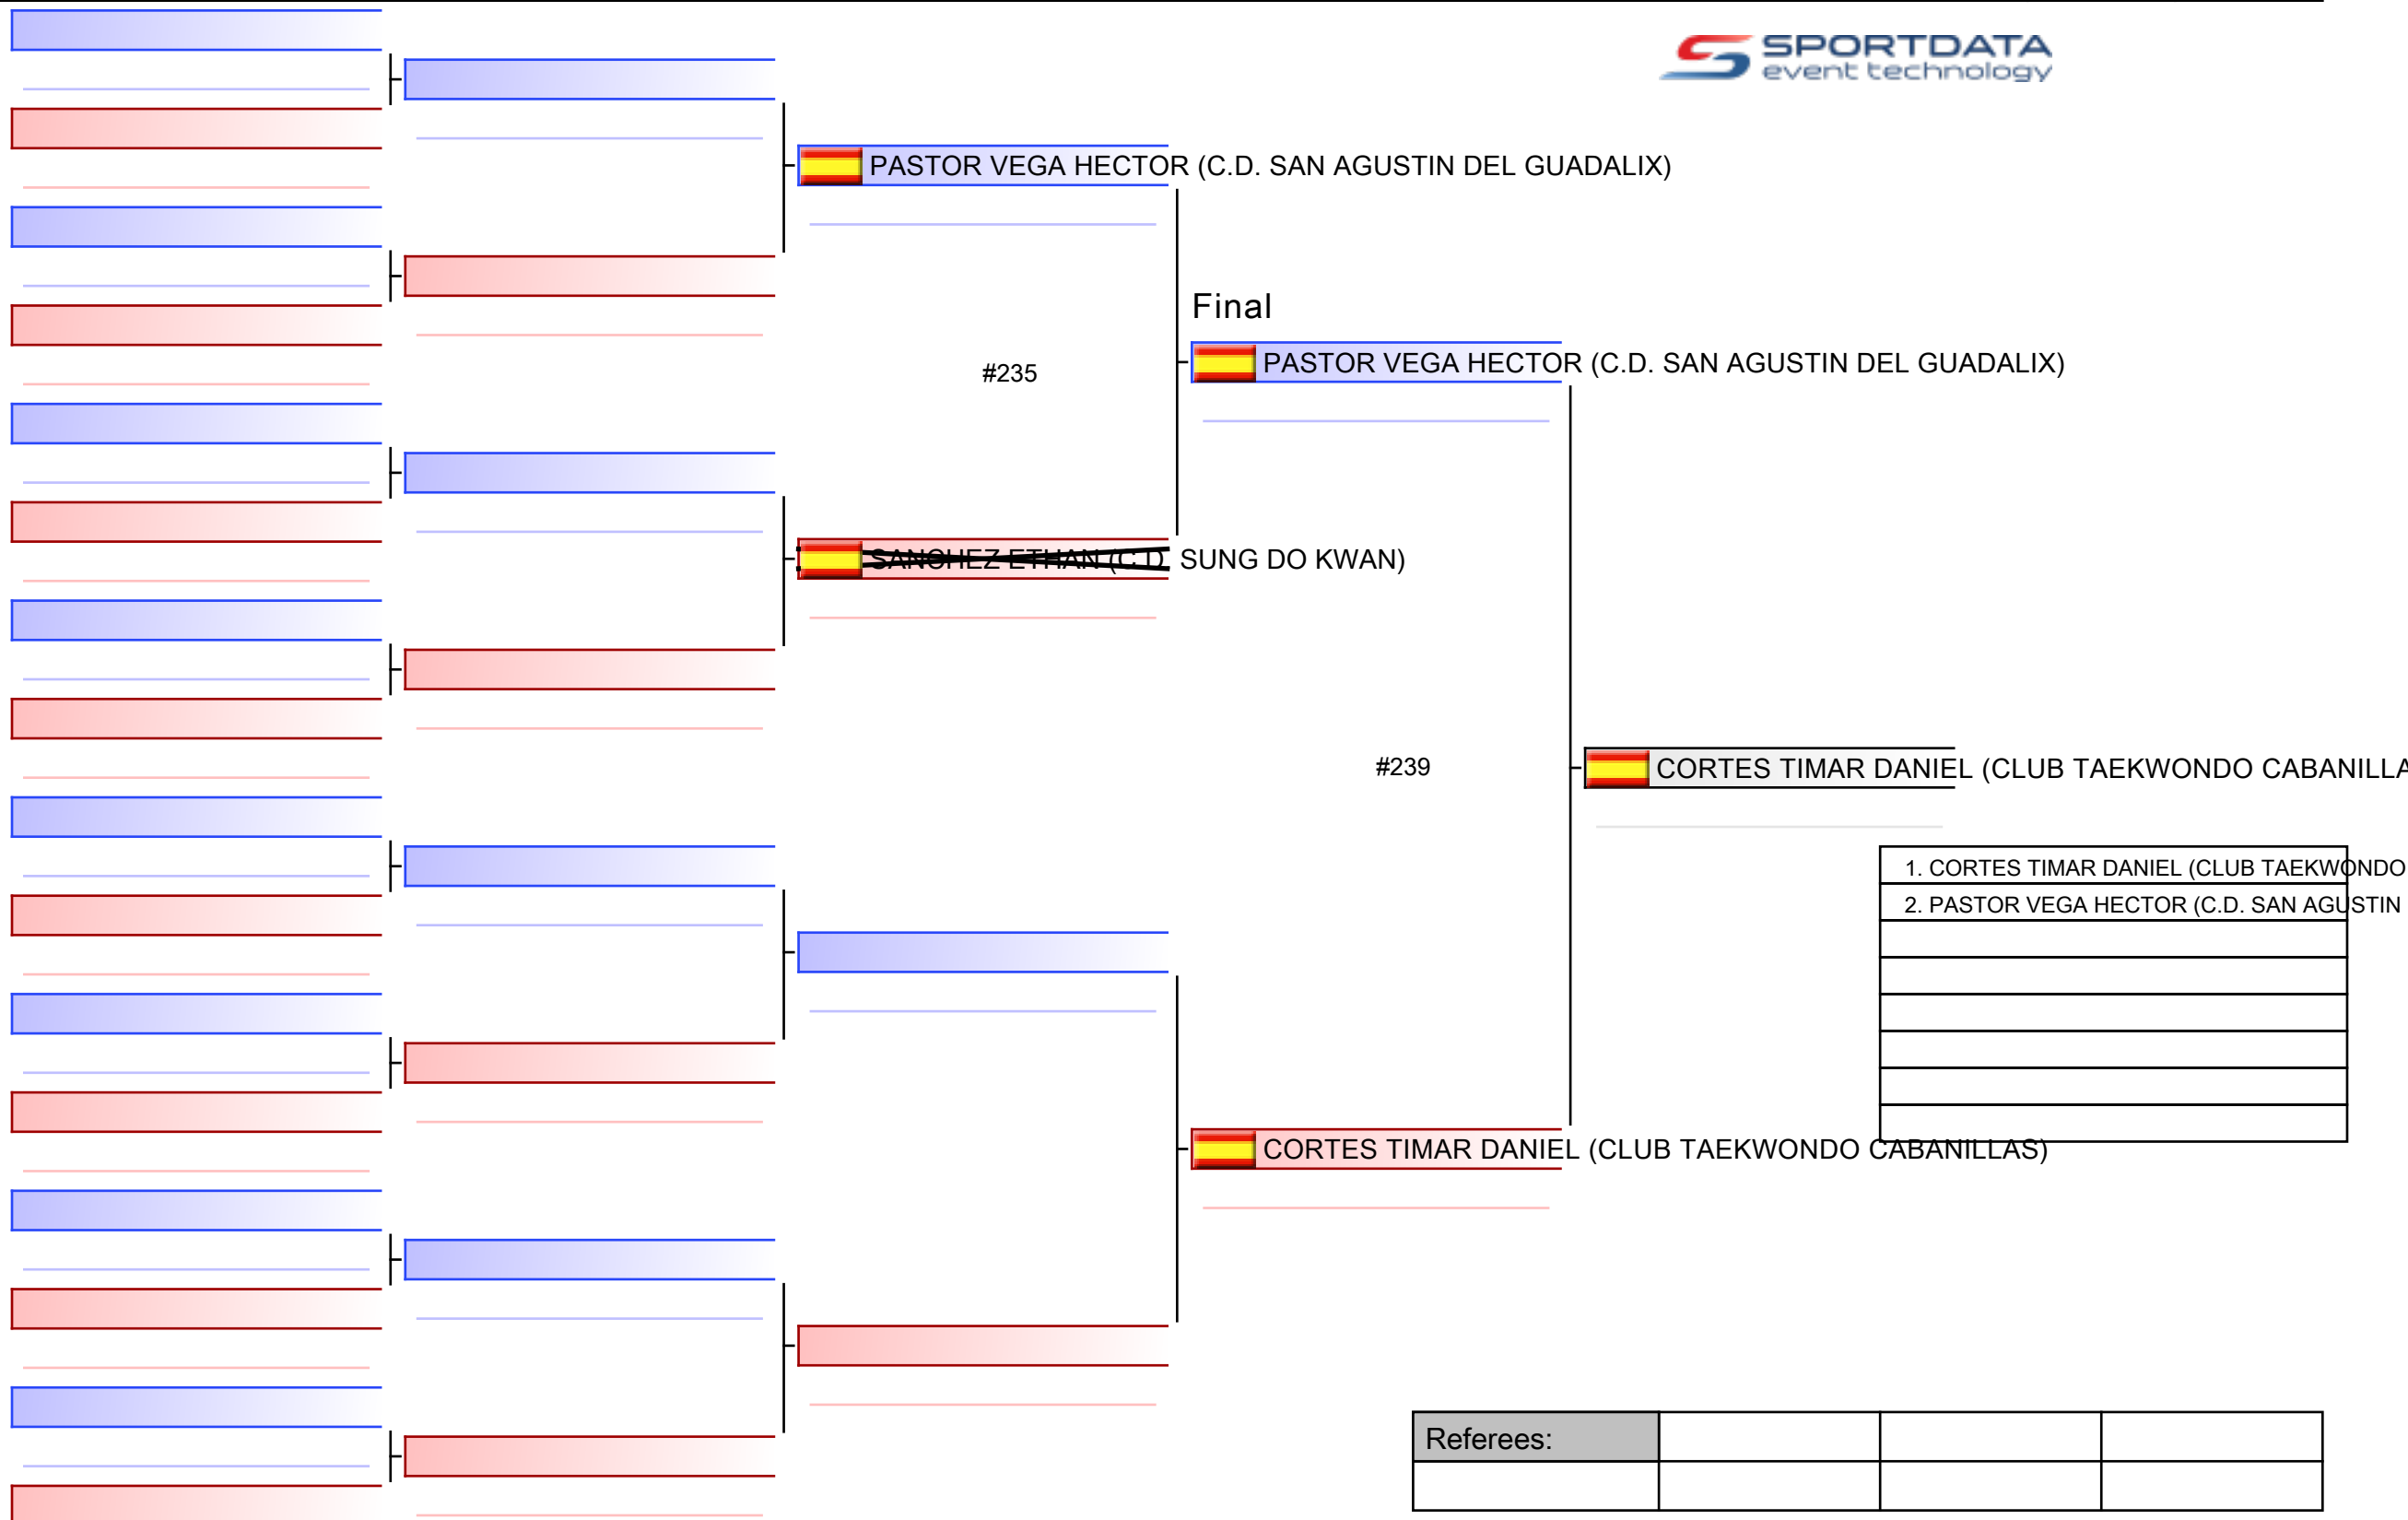 SPORTDATA
event technology
PASTOR VEGA HECTOR (C.D. SAN AGUSTIN DEL GUADALIX)
Final
PASTOR VEGA HECTOR (C.D. SAN AGUSTIN DEL GUADALIX)
#235
SANCHEZ ETHAN (C.D. SUNG DO KWAN)
#239
CORTES TIMAR DANIEL (CLUB TAEKWONDO CABANILLA
1. CORTES TIMAR DANIEL (CLUB TAEKWONDO
2. PASTOR VEGA HECTOR (C.D. SAN AGUSTIN
CORTES TIMAR DANIEL (CLUB TAEKWONDO CABANILLAS)
Referees: